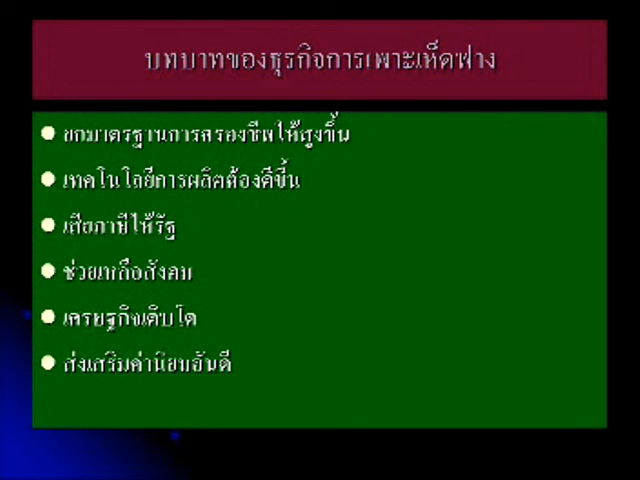 บทบาทของธุรกิจการเพาะเห็ดฟาง
ยกมาตรฐานการครองชีพให้สูงขึ้น
เทคโนโลยีการผลิตต้องดีขี้น
เสียภาษีให้รัฐ
ช่วยเหลือสังคม
เศรษฐกิจเติบโต
ส่งเสริมค่านิยมอันดี